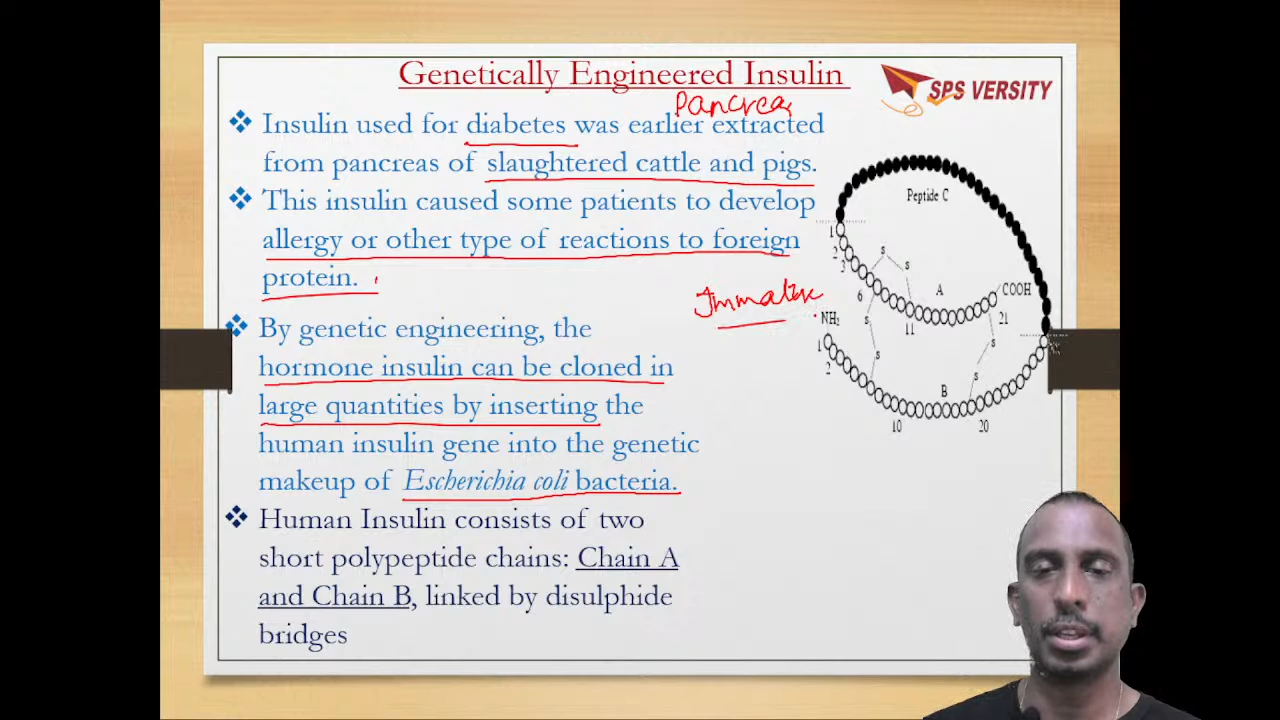 Genetically Engineered Insulin
SPS VERSITY
Pancreas
Insulin used for diabetes was earlier extracted
from pancreas of slaughtered cattle and pigs.
This insulin caused some patients to develop
allergy or other type of reactions to foreign
protein.
By genetic engineering, the
hormone insulin can be cloned in
large quantities by inserting the
human insulin gene into the genetic
makeup of Escherichia coli bacteria.
Human Insulin consists of two
short polypeptide chains: Chain A
and Chain B, linked by disulphide
bridges
Peptide C
1
2
3
s
s
6
A
COOH
11
21
NH2
s
s
s
s
1
2
B
10
20